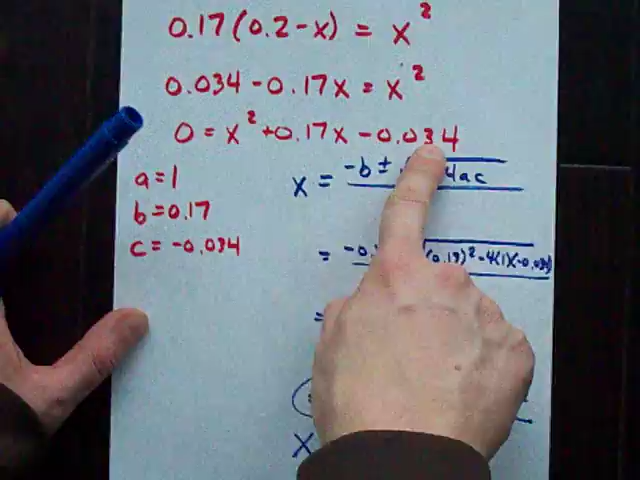 0.17(0.2-x) = x²
0.034-0.17x = x²
0 = x² +0.17x -0.034
a=1
x = -b ± 4ac
b=0.17
c= -0.034
= -0. (0.17)² -4(1)(-0.034)
=
x